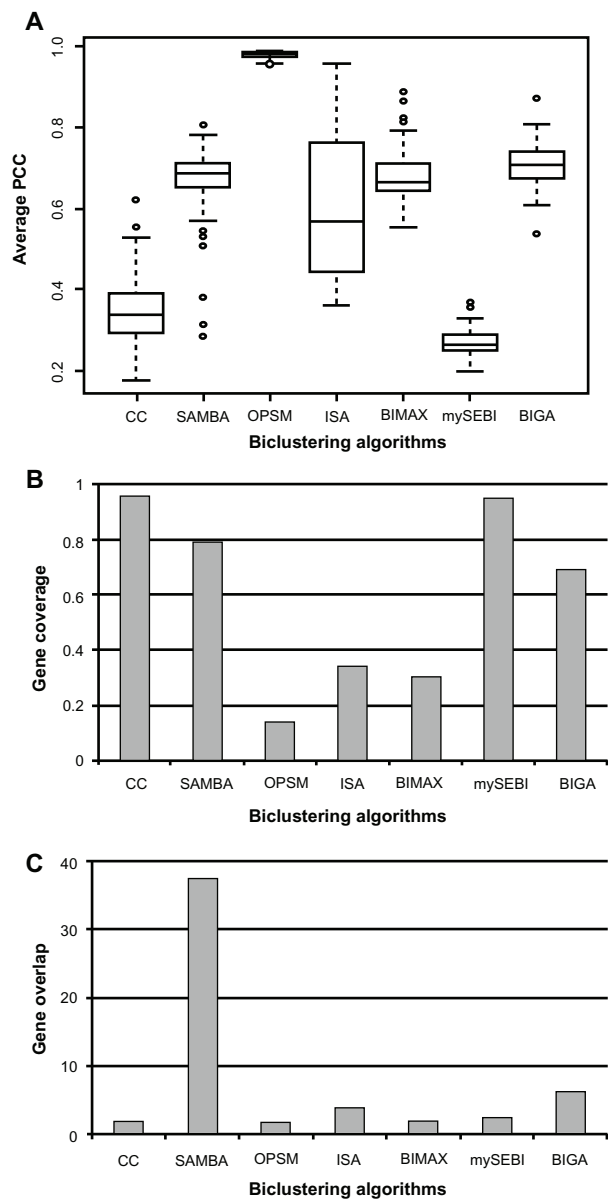 A
Average PCC
1.0
0.8
0.6
0.4
0.2
CC SAMBA OPSM ISA BIMAX mySEBI BIGA
Biclustering algorithms
B
Gene coverage
1
0.8
0.6
0.4
0.2
0
CC SAMBA OPSM ISA BIMAX mySEBI BIGA
Biclustering algorithms
C
Gene overlap
40
30
20
10
0
CC SAMBA OPSM ISA BIMAX mySEBI BIGA
Biclustering algorithms